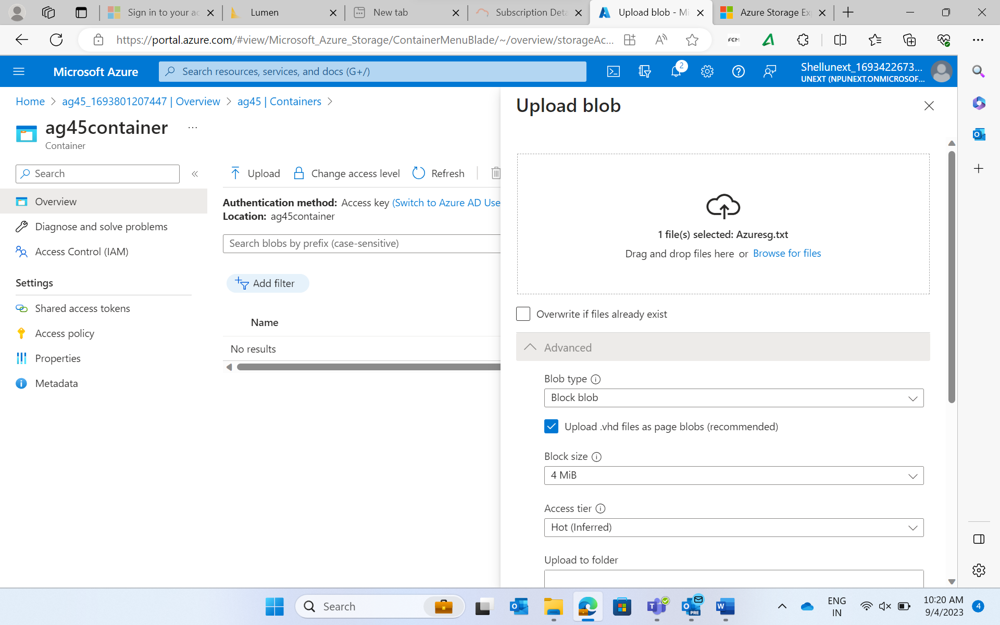 Sign in to your ac
Lumen
New tab
Subscription Deta
Upload blob - Mi
Azure Storage Ex
https://portal.azure.com/#view/Microsoft_Azure_Storage/ContainerMenuBlade/~/overview/storageAc...
FCM
Microsoft Azure
Search resources, services, and docs (G+/)
2
Shellunext_1693422673...
UNEXT (NPUNEXT.ONMICROSOF...
Home > ag45_1693801207447 | Overview > ag45 | Containers >
ag45container
...
Container
Search
«
Overview
Diagnose and solve problems
Access Control (IAM)
Settings
Shared access tokens
Access policy
Properties
Metadata
Upload
Change access level
Refresh
Authentication method: Access key (Switch to Azure AD Use
Location: ag45container
Search blobs by prefix (case-sensitive)
Add filter
Name
No results
Upload blob
1 file(s) selected: Azuresg.txt
Drag and drop files here or Browse for files
Overwrite if files already exist
Advanced
Blob type
Block blob
Upload .vhd files as page blobs (recommended)
Block size
4 MiB
Access tier
Hot (Inferred)
Upload to folder
Search
PRE
ENG
IN
10:20 AM
9/4/2023
4